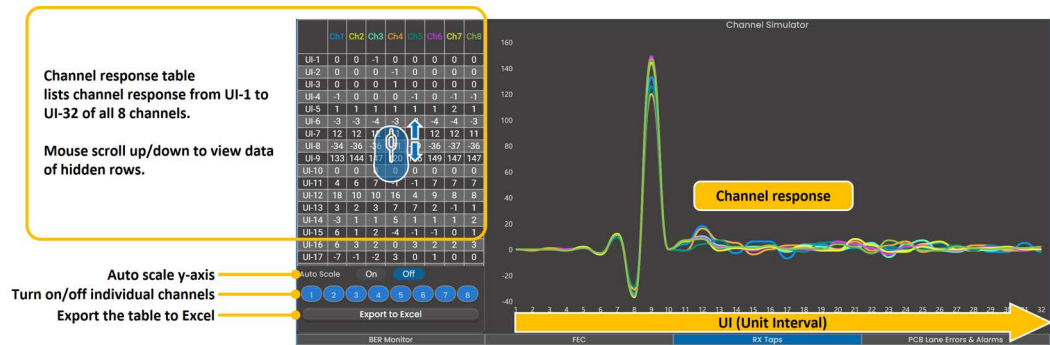 Channel Simulator
Ch1 Ch2 Ch3 Ch4 Ch5 Ch6 Ch7 Ch8
UI-1 0 0 -1 0 0 0 0 0
UI-2 0 0 0 -1 0 0 0 0
UI-3 0 0 0 1 0 0 0 0
UI-4 -1 0 0 0 -1 0 -1 -1
UI-5 1 1 1 1 1 1 2 1
UI-6 -3 -3 -4 -3 -4 -4 -3
UI-7 12 12 12 12 11
UI-8 -34 -36 -36 -37 -36
UI-9 133 144 149 147 147
UI-10 0 0 0 0 0 0
UI-11 4 6 7 -1 7 7 7
UI-12 18 10 10 16 4 9 8 8
UI-13 3 2 3 7 7 2 -1 1
UI-14 -3 1 1 5 1 1 1 2
UI-15 6 1 2 -4 -1 -1 0 1
UI-16 6 3 2 0 3 2 2 3
UI-17 -7 -1 -2 3 0 1 0 0
Channel response table
lists channel response from UI-1 to
UI-32 of all 8 channels.
Mouse scroll up/down to view data
of hidden rows.
Auto scale y-axis
Turn on/off individual channels
Export the table to Excel
Auto Scale On Off
1 2 3 4 5 6 7 8
Export to Excel
160
140
120
100
80
60
40
20
0
-20
-40
Channel response
1 2 3 4 5 6 7 8 9 10 11 12 13 14 15 16 17 18 19 20 21 22 23 24 25 26 27 28 29 30 31 32
UI (Unit Interval)
BER Monitor FEC RX Taps PCB Lane Errors & Alarms